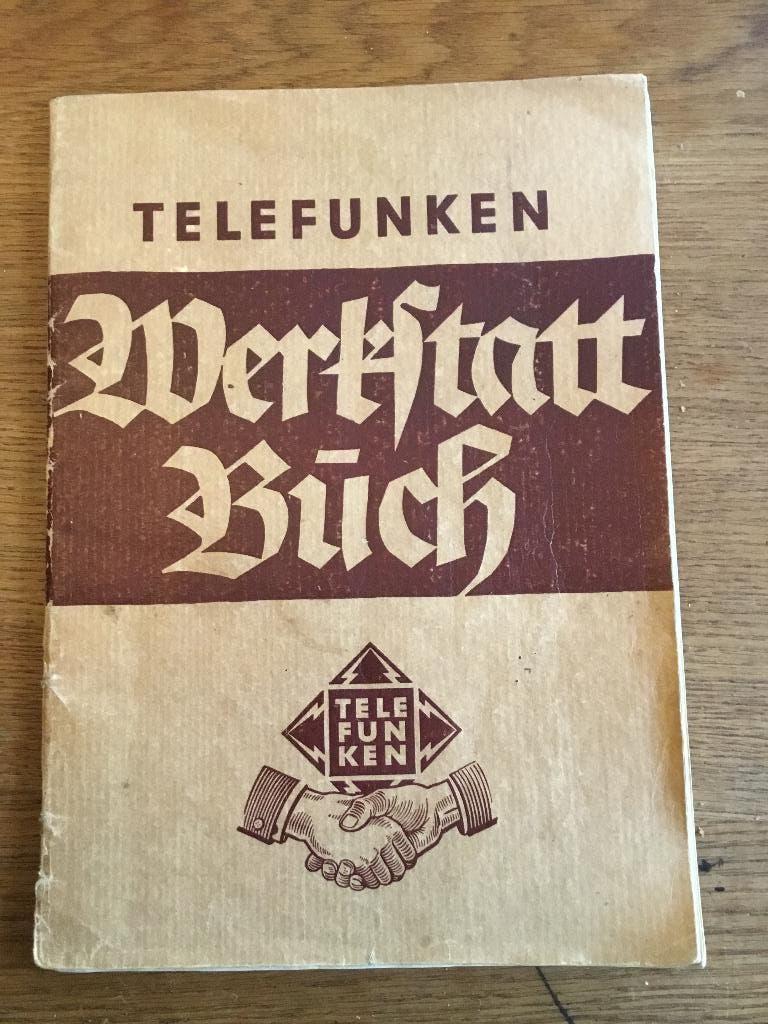 TELEFUNKEN
Werkstatt
Buch
TELE
FUN
KEN